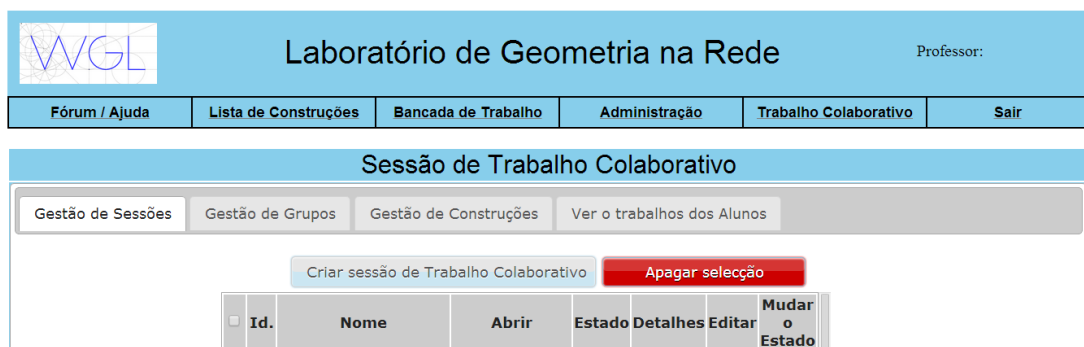 WGL
Laboratório de Geometria na Rede
Professor:
Fórum / Ajuda Lista de Construções Bancada de Trabalho Administração Trabalho Colaborativo Sair
Sessão de Trabalho Colaborativo
Gestão de Sessões Gestão de Grupos Gestão de Construções Ver o trabalhos dos Alunos
Criar sessão de Trabalho Colaborativo Apagar selecção
Id. Nome Abrir Estado Detalhes Editar Mudar
o
Estado